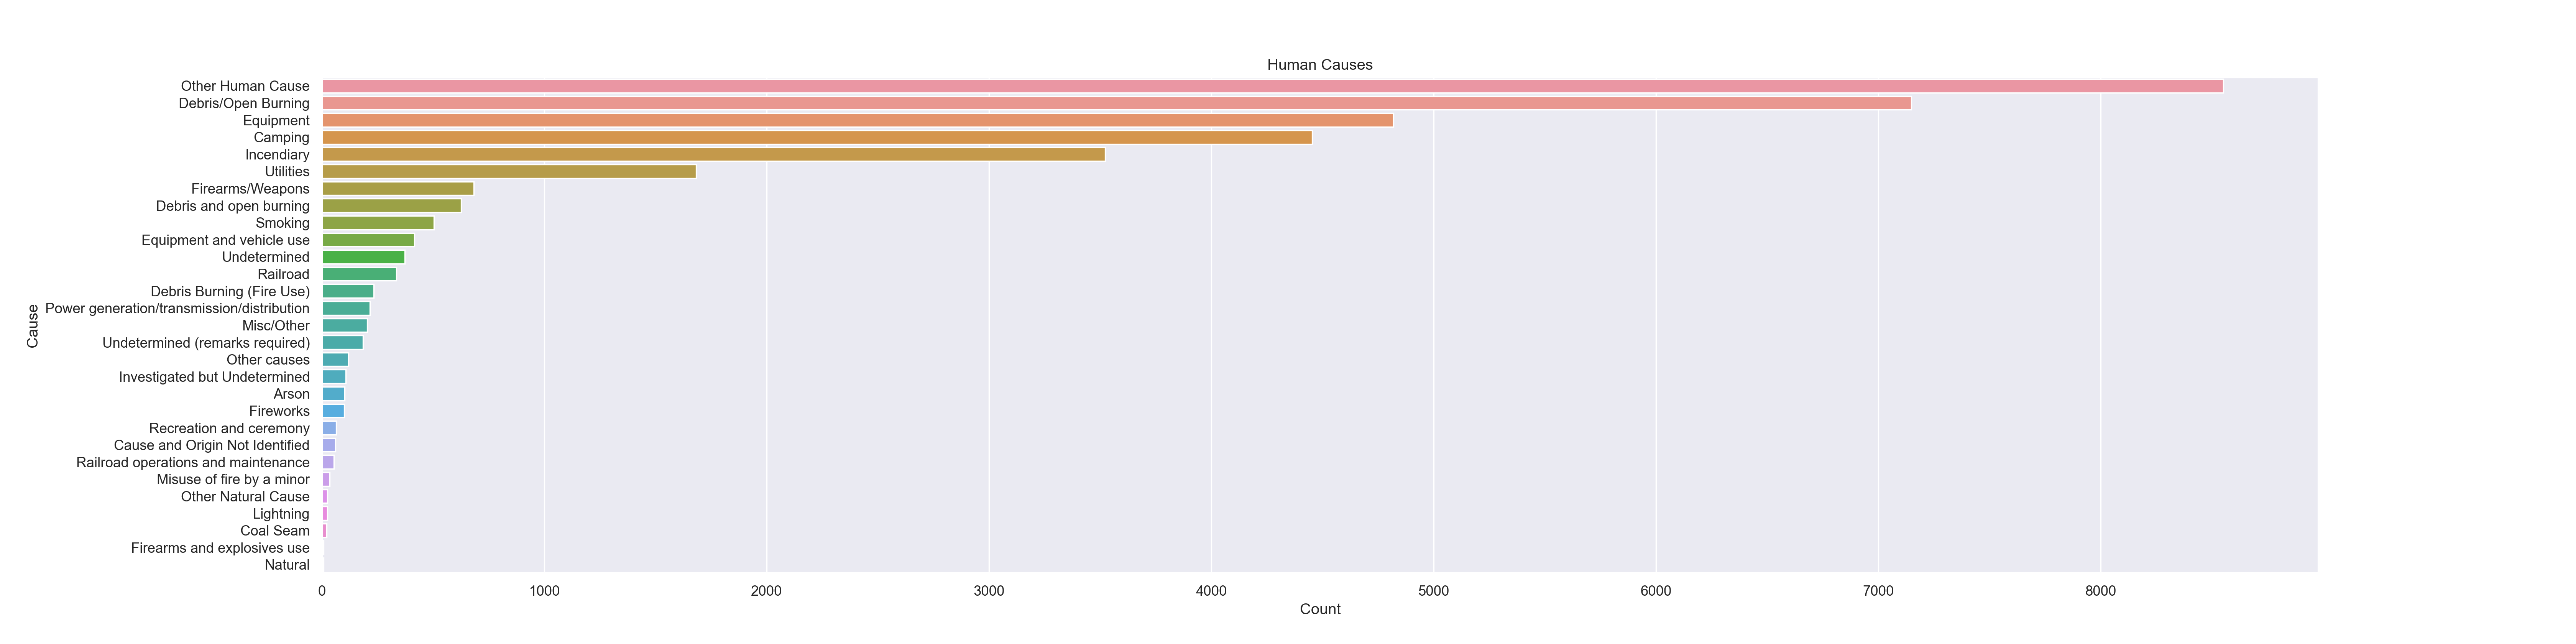 Human Causes
Other Human Cause
Debris/Open Burning
Equipment
Camping
Incendiary
Utilities
Firearms/Weapons
Debris and open burning
Smoking
Equipment and vehicle use
Undetermined
Railroad
Debris Burning (Fire Use)
Power generation/transmission/distribution
Misc/Other
Undetermined (remarks required)
Other causes
Investigated but Undetermined
Arson
Fireworks
Recreation and ceremony
Cause and Origin Not Identified
Railroad operations and maintenance
Misuse of fire by a minor
Other Natural Cause
Lightning
Coal Seam
Firearms and explosives use
Natural
Cause
0 1000 2000 3000 4000 5000 6000 7000 8000
Count